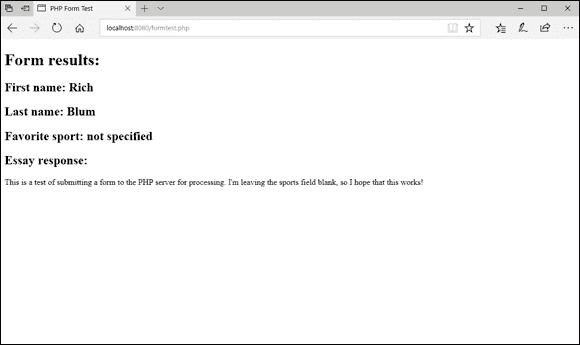 PHP Form Test
localhost:8080/formtest.php
Form results:
First name: Rich
Last name: Blum
Favorite sport: not specified
Essay response:
This is a test of submitting a form to the PHP server for processing. I'm leaving the sports field blank, so I hope that this works!